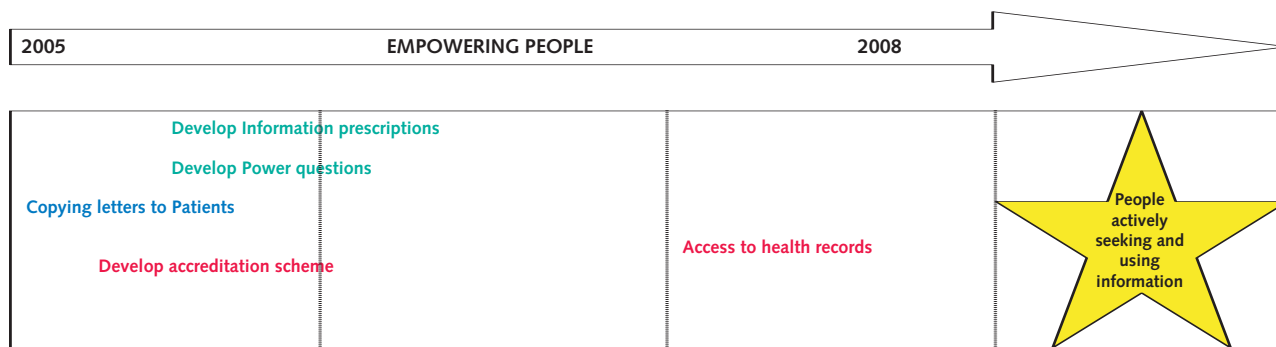 2005 EMPOWERING PEOPLE 2008
Develop Information prescriptions
Develop Power questions
Copying letters to Patients
Access to health records
Develop accreditation scheme
People
actively
seeking and
using
information